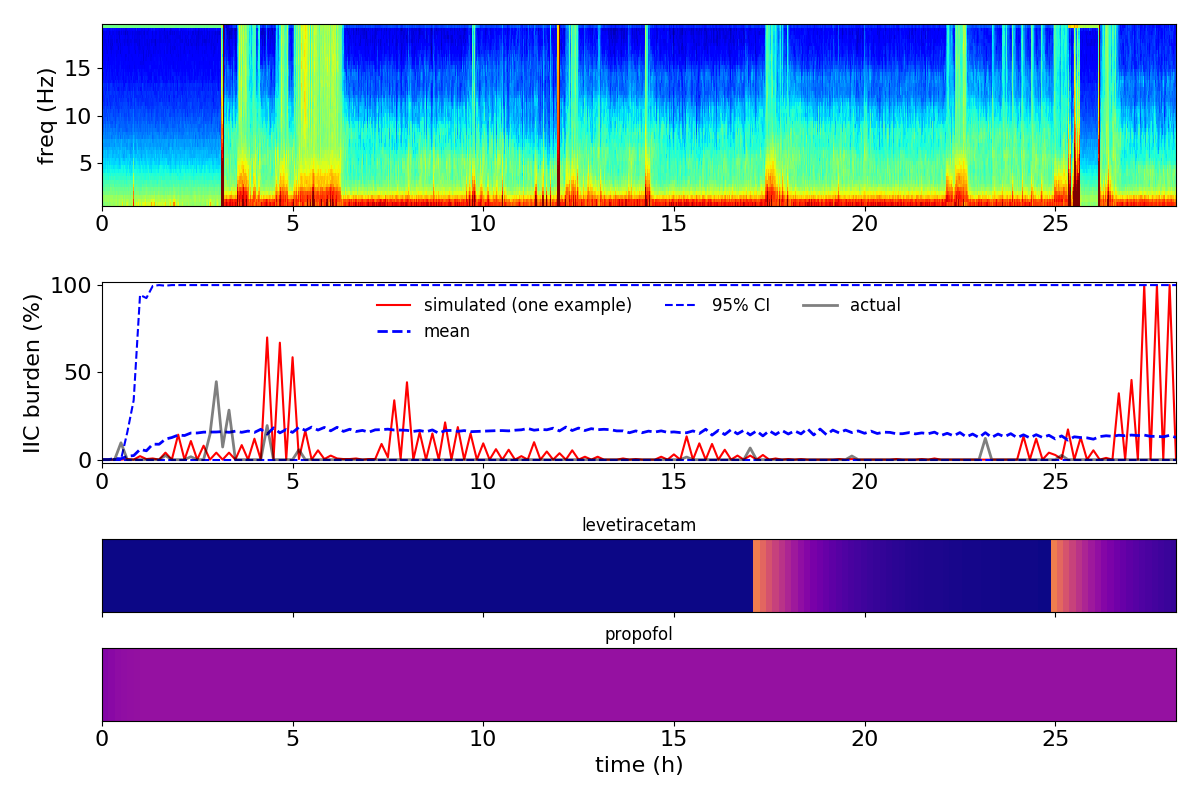 freq (Hz)
15
10
5
0 5 10 15 20 25
IIC burden (%)
100
50
0
simulated (one example) 95% CI actual
mean
0 5 10 15 20 25
levetiracetam
propofol
0 5 10 15 20 25
time (h)